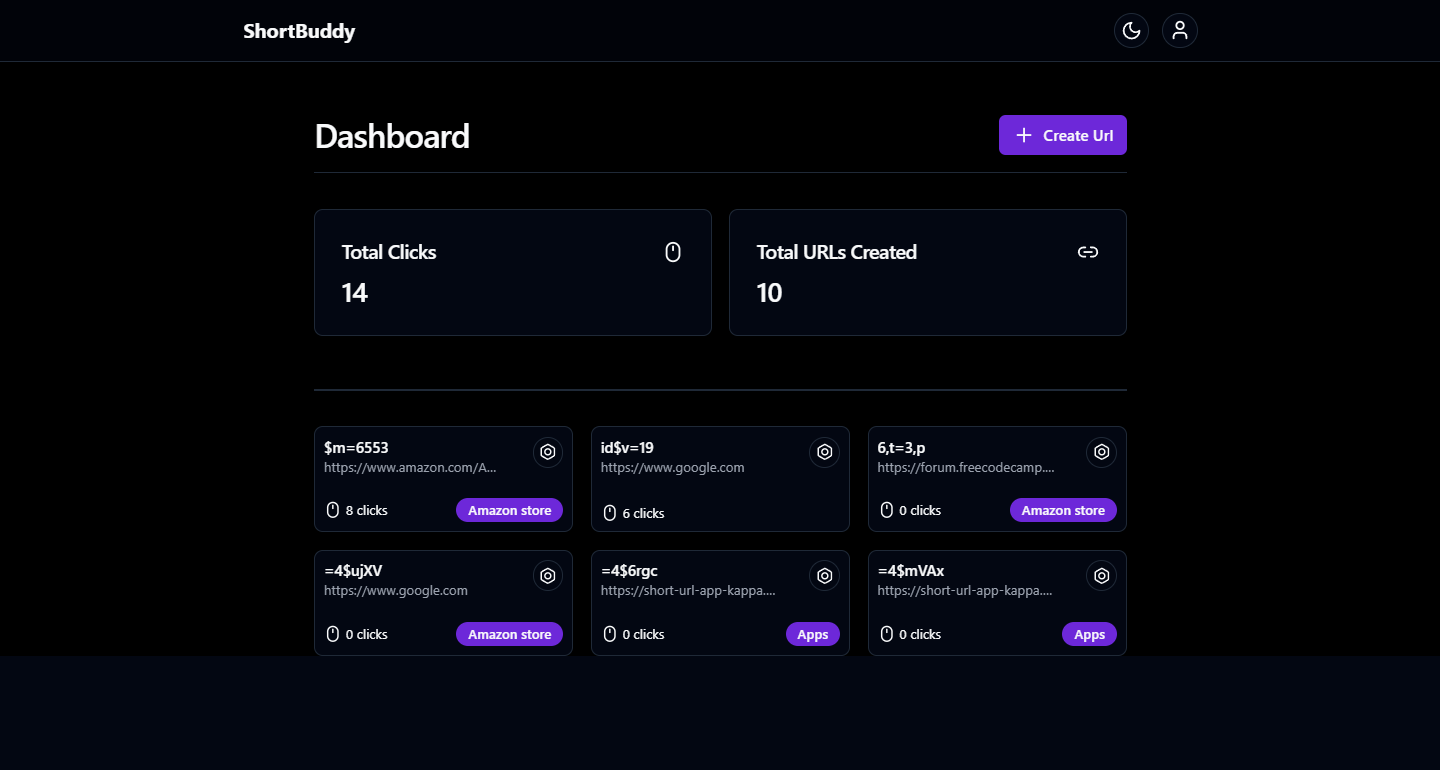 ShortBuddy
Dashboard
Create Url
Total Clicks
14
Total URLs Created
10
$m=6553
https://www.amazon.com/A...
8 clicks
Amazon store
id$v=19
https://www.google.com
6 clicks
6,t=3,p
https://forum.freecodecamp....
0 clicks
Amazon store
=4$ujXV
https://www.google.com
0 clicks
Amazon store
=4$6rgc
https://short-url-app-kappa....
0 clicks
Apps
=4$mVAx
https://short-url-app-kappa....
0 clicks
Apps